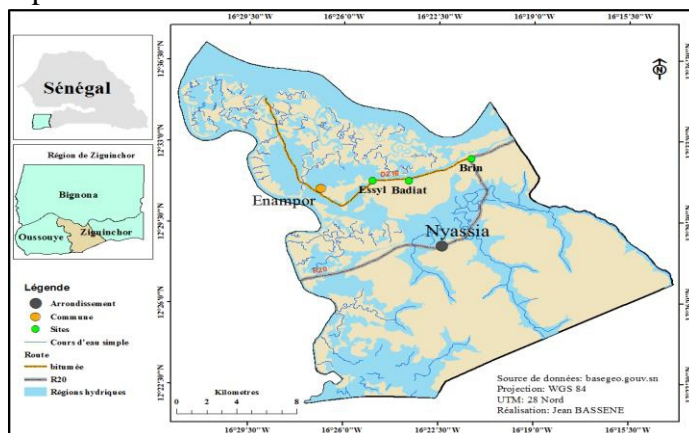 16°29'30"W 16°26'0"W 16°22'30"W 16°19'0"W 16°15'30"W
Sénégal
Région de Ziguinchor
Bignona
Oussouye
Ziguinchor
Légende
Arrondissement
Commune
Sites
Cours d'eau simple
Route
bitumée
R20
Régions hydriques
12°36'30"N
12°33'0"N
12°29'30"N
12°26'0"N
12°22'30"N
D210
Brin
Essyl Badiat
Enampor
Nyassia
R20
Kilometres
0 2 4 8
Source de données: basegeo.gouv.sn
Projection: WGS 84
UTM: 28 Nord
Réalisation: Jean BASSENE
16°29'30"W 16°26'0"W 16°22'30"W 16°19'0"W 16°15'30"W